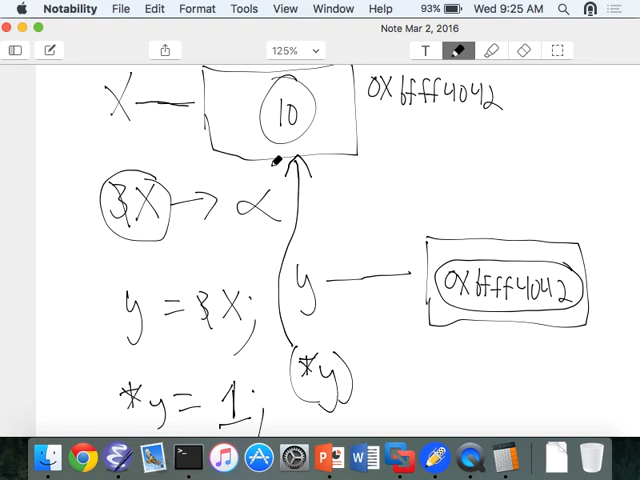 Notability File Edit Format Tools View Window Help 93% Wed 9:25 AM
Note Mar 2, 2016
125% T
X 10 0xbfff4042
&X → α
y 0xbfff4042
y = &X;
*y
*y = 1;